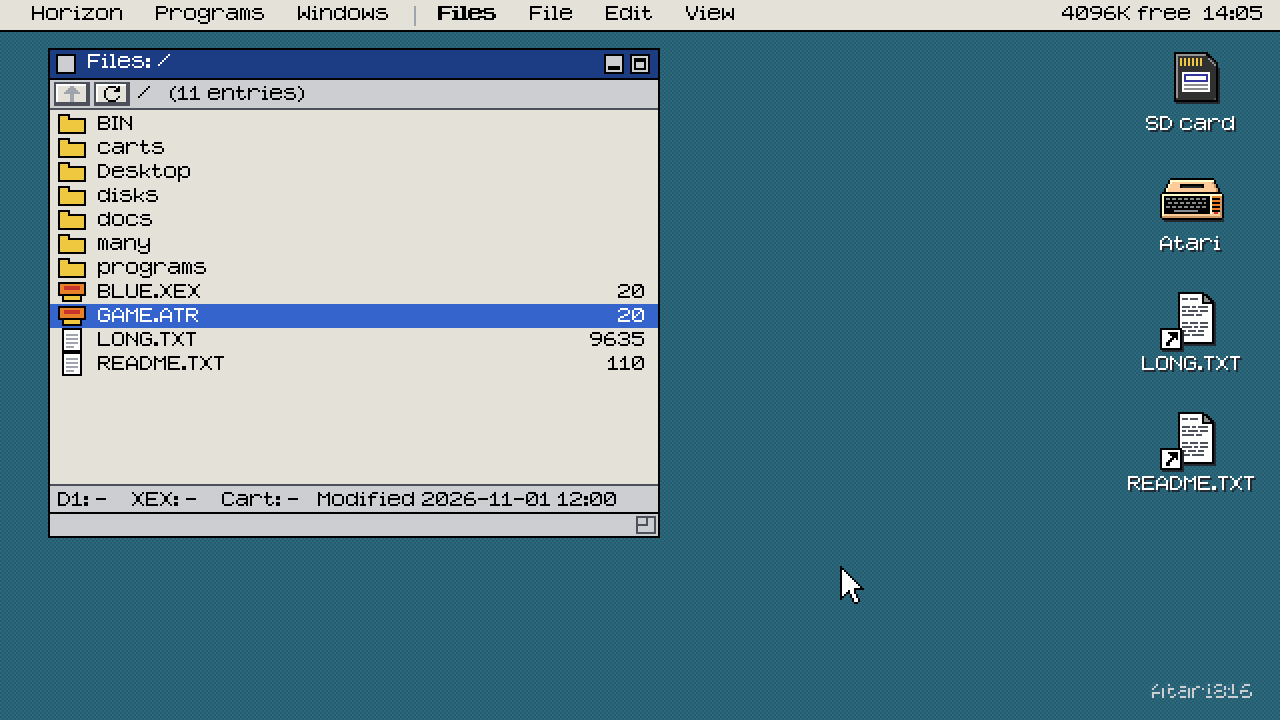 Horizon Programs Windows | Files File Edit View 4096K free 14:05
Files: /
/ (11 entries)
BIN
carts
Desktop
disks
docs
many
programs
BLUE.XEX 20
GAME.ATR 20
LONG.TXT 9635
README.TXT 110
D1: - XEX: - Cart: - Modified 2026-11-01 12:00
SD card
Atari
LONG.TXT
README.TXT
Atari816